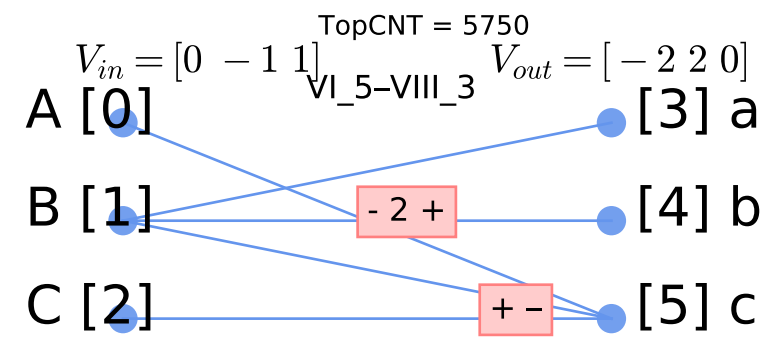 TopCNT = 5750
V_in = [0 −1 1] V_out = [−2 2 0]
VI_5–VIII_3
A [0] [3] a
B [1] - 2 + [4] b
C [2] + – [5] c